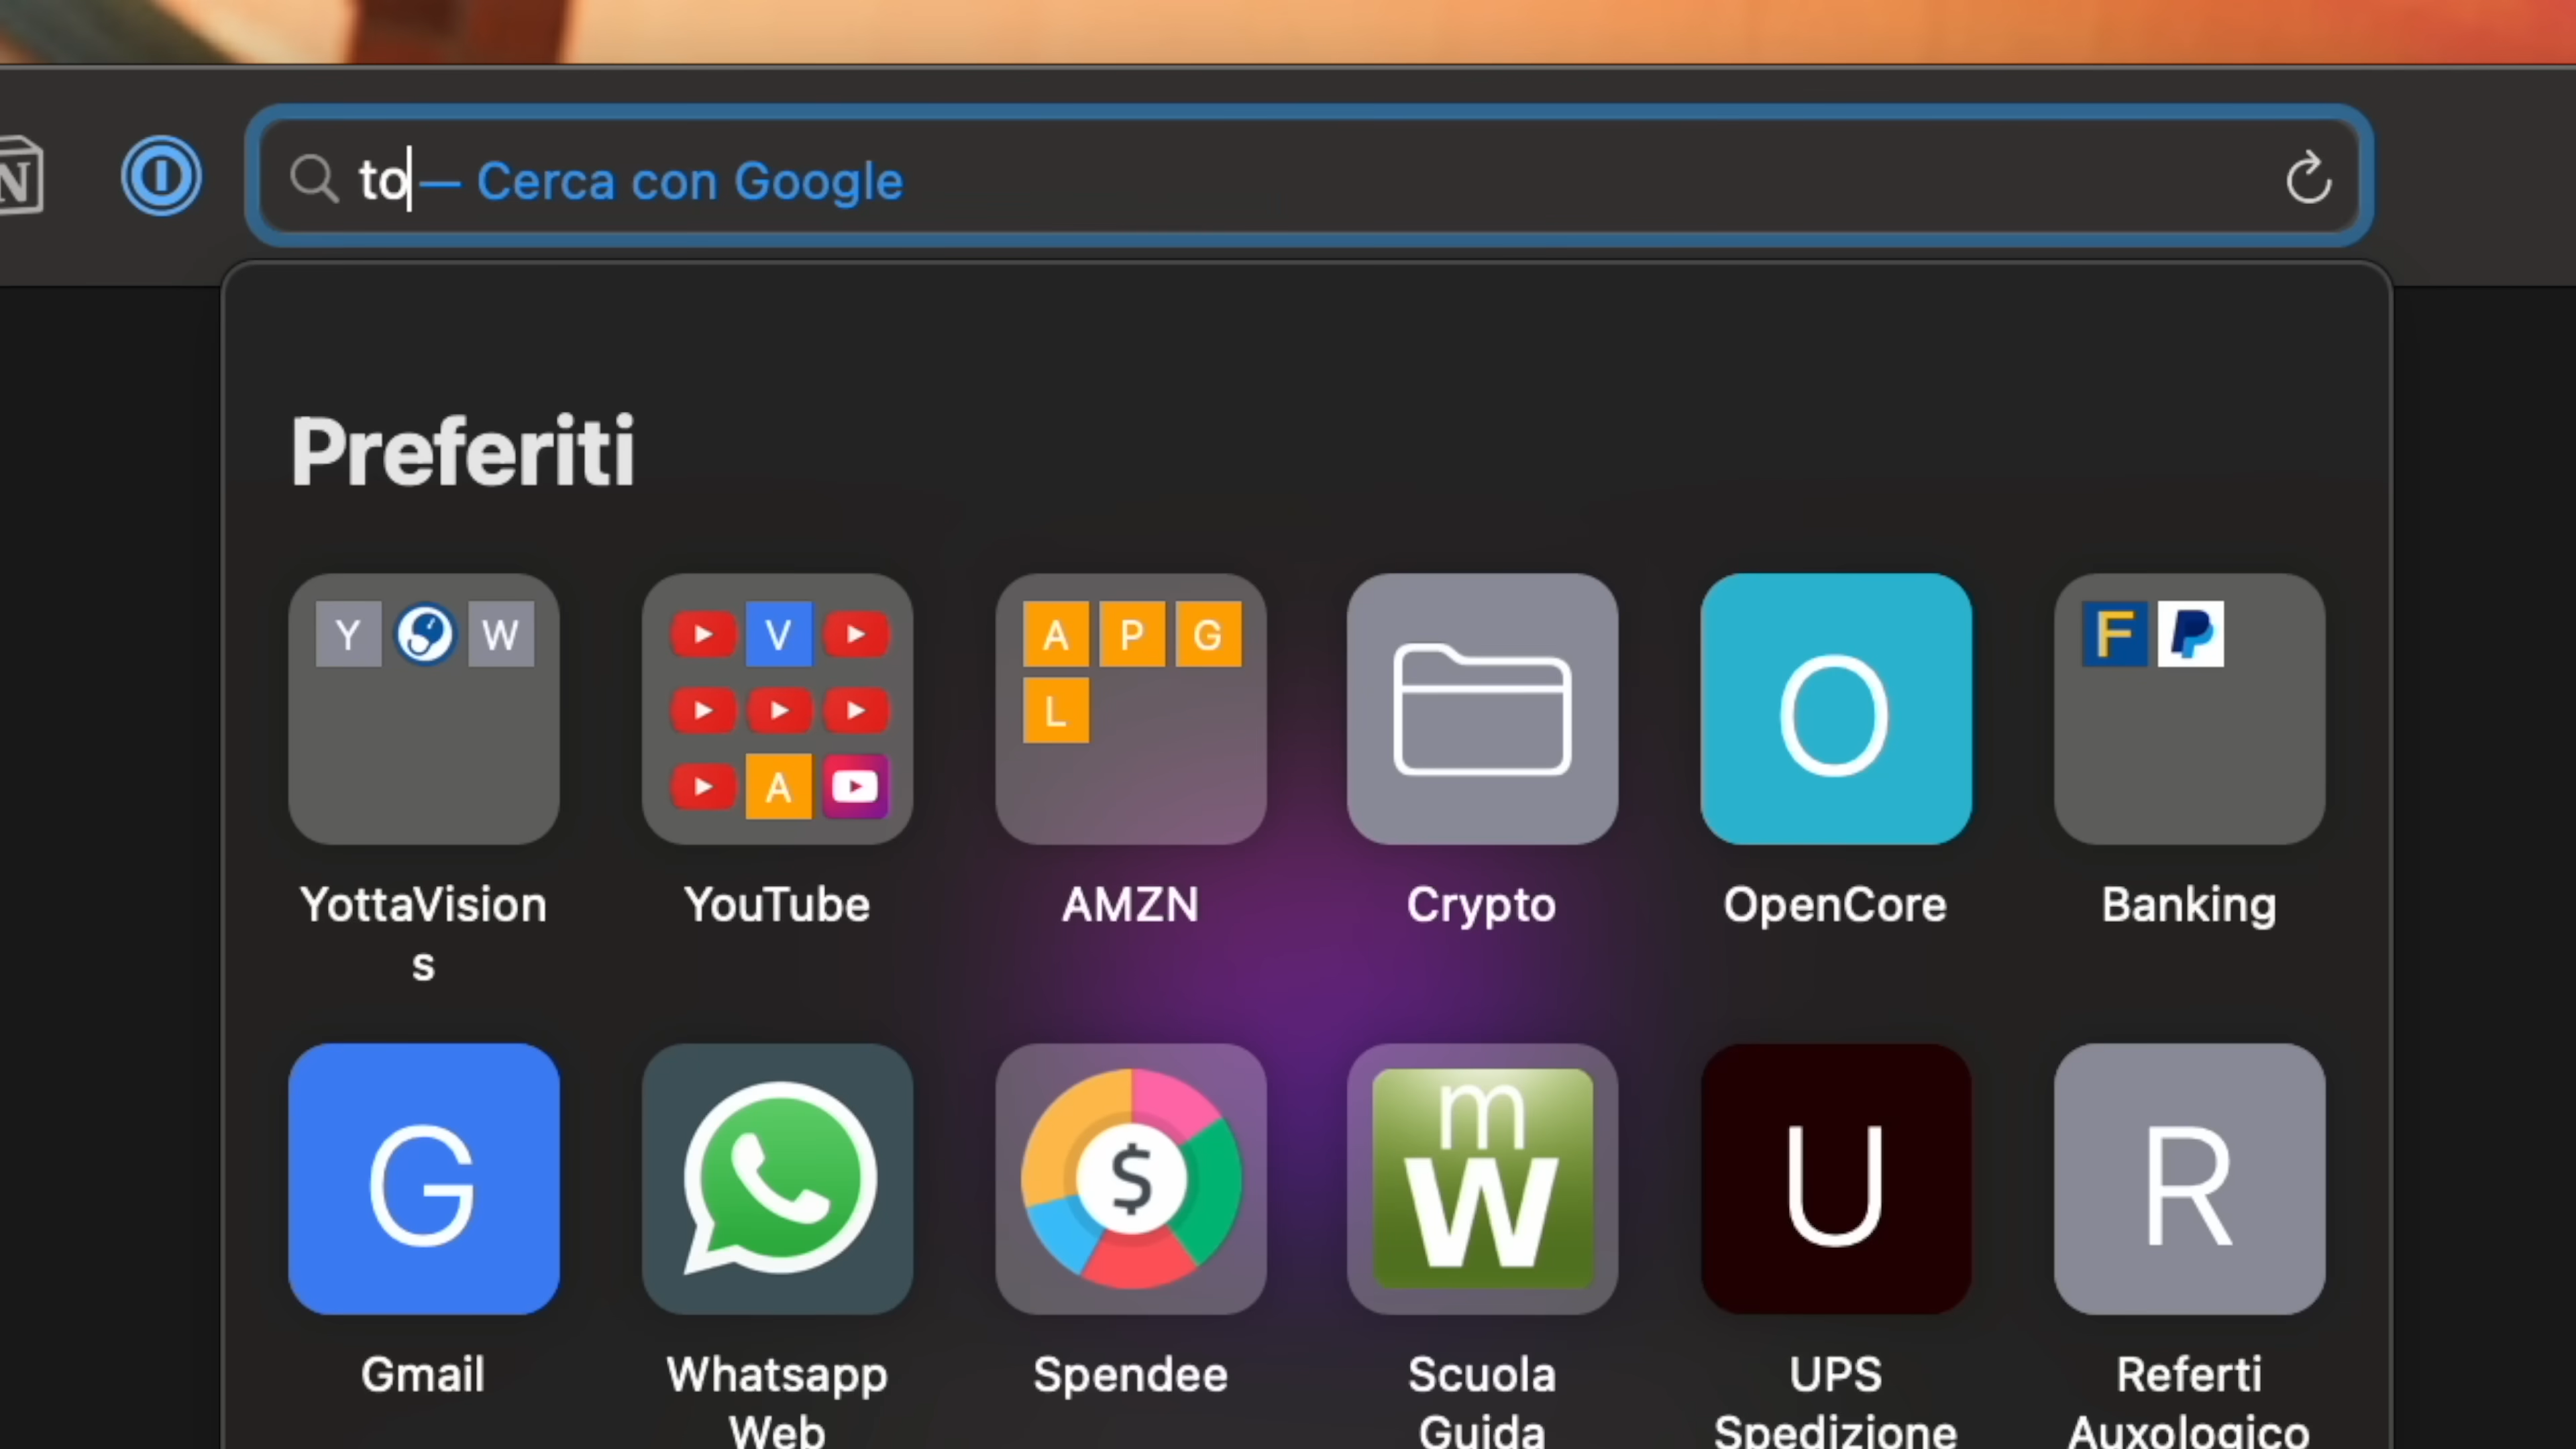 N
to — Cerca con Google
Preferiti
Y W
V
A P G
L
A
O
F P
YottaVision
s
YouTube
AMZN
Crypto
OpenCore
Banking
G
$
m
W
U
R
Gmail
Whatsapp
Web
Spendee
Scuola
Guida
UPS
Spedizione
Referti
Auxologico